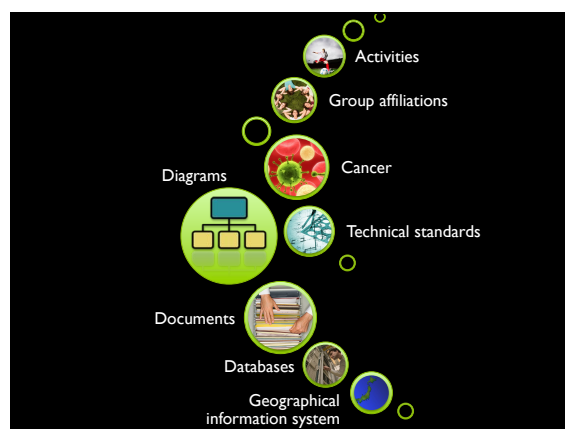 Activities
Group affiliations
Cancer
Diagrams
Technical standards
Documents
Databases
Geographical
information system